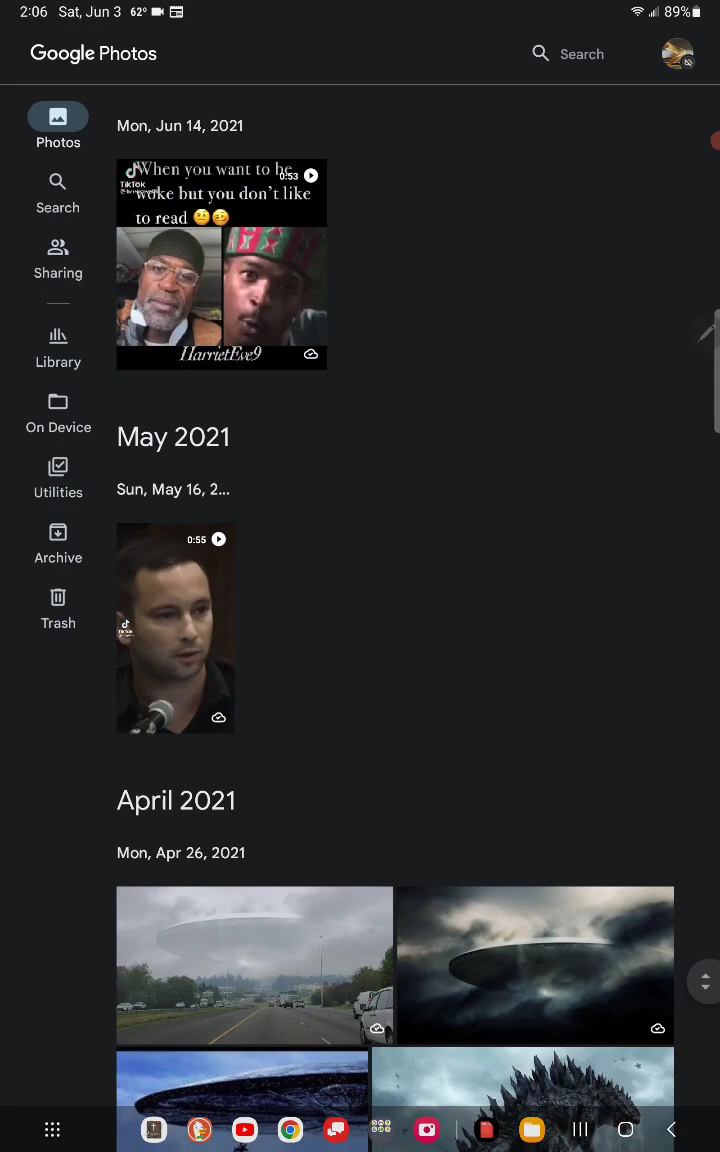 2:06 Sat, Jun 3 62°
89%
Google Photos
Search
Photos
Search
Sharing
Library
On Device
Utilities
Archive
Trash
Mon, Jun 14, 2021
When you want to be
0:53
TikTok
woke but you don't like
to read 🤨🥴
HarrietEve9
May 2021
Sun, May 16, 2...
0:55
TikTok
April 2021
Mon, Apr 26, 2021